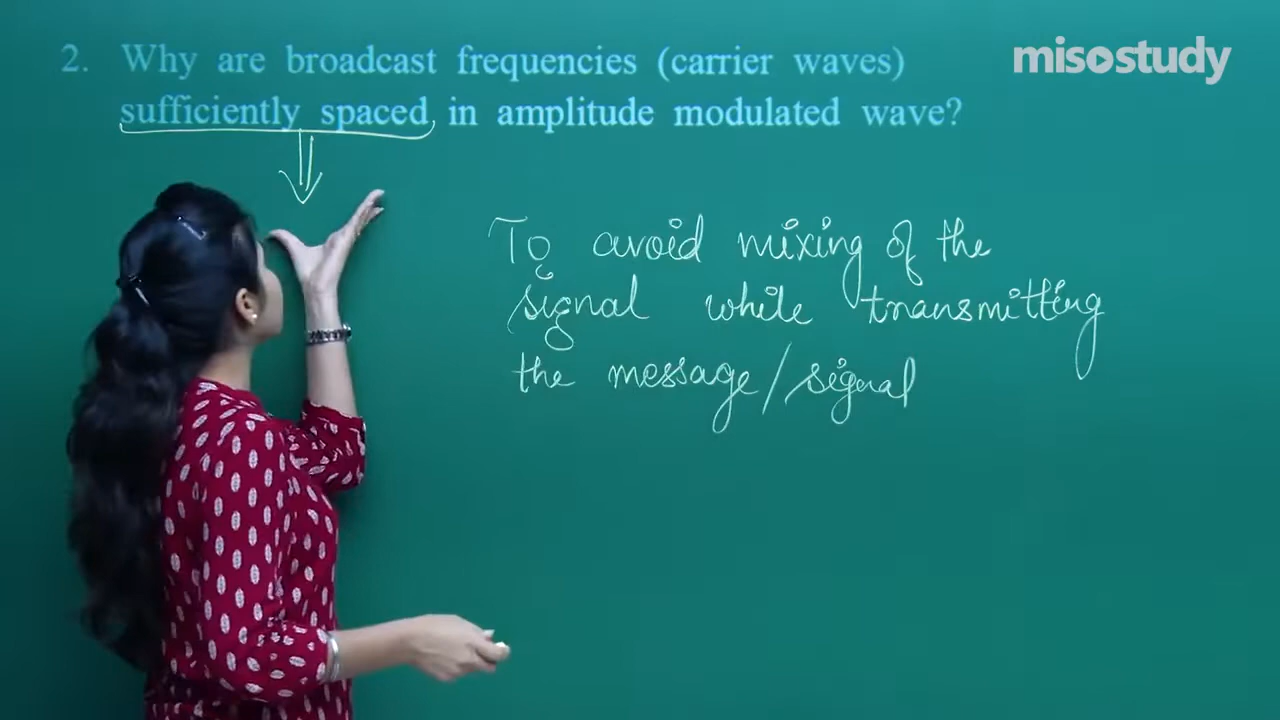 2. Why are broadcast frequencies (carrier waves)
sufficiently spaced in amplitude modulated wave?
misostudy
To avoid mixing of the
signal while transmitting
the message/signal